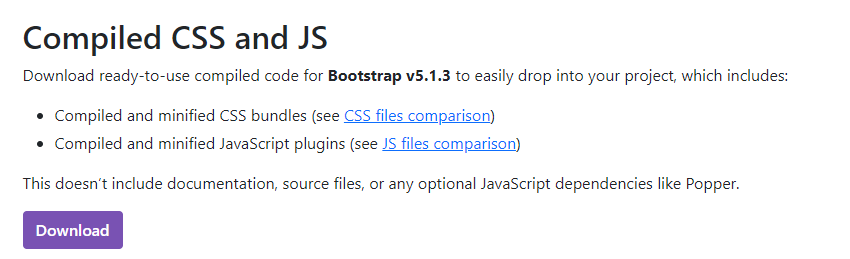 Compiled CSS and JS
Download ready-to-use compiled code for Bootstrap v5.1.3 to easily drop into your project, which includes:
• Compiled and minified CSS bundles (see CSS files comparison)
• Compiled and minified JavaScript plugins (see JS files comparison)
This doesn’t include documentation, source files, or any optional JavaScript dependencies like Popper.
Download